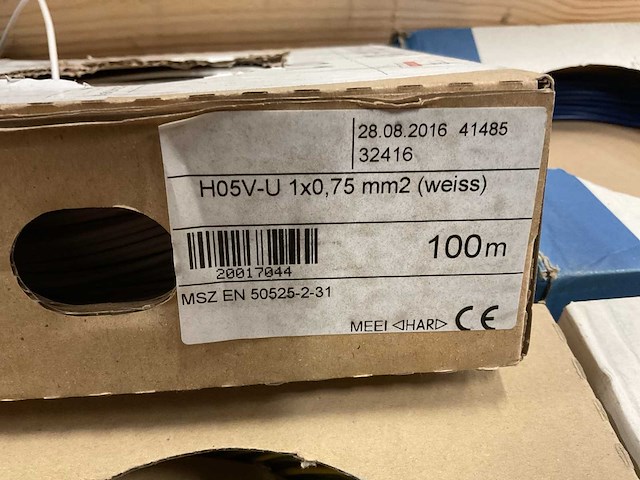 28.08.2016 41485
32416
H05V-U 1x0,75 mm2 (weiss)
100m
20017044
MSZ EN 50525-2-31
MEEI ◁HAR▷ CE